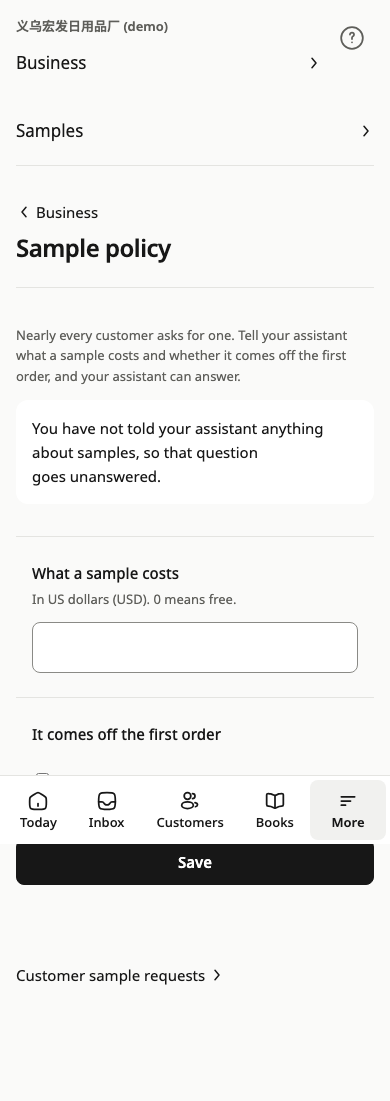 义乌宏发日用品厂 (demo)
Business
Samples
Business
Sample policy
Nearly every customer asks for one. Tell your assistant
what a sample costs and whether it comes off the first
order, and your assistant can answer.
You have not told your assistant anything
about samples, so that question
goes unanswered.
What a sample costs
In US dollars (USD). 0 means free.
It comes off the first order
Today
Inbox
Customers
Books
More
Save
Customer sample requests